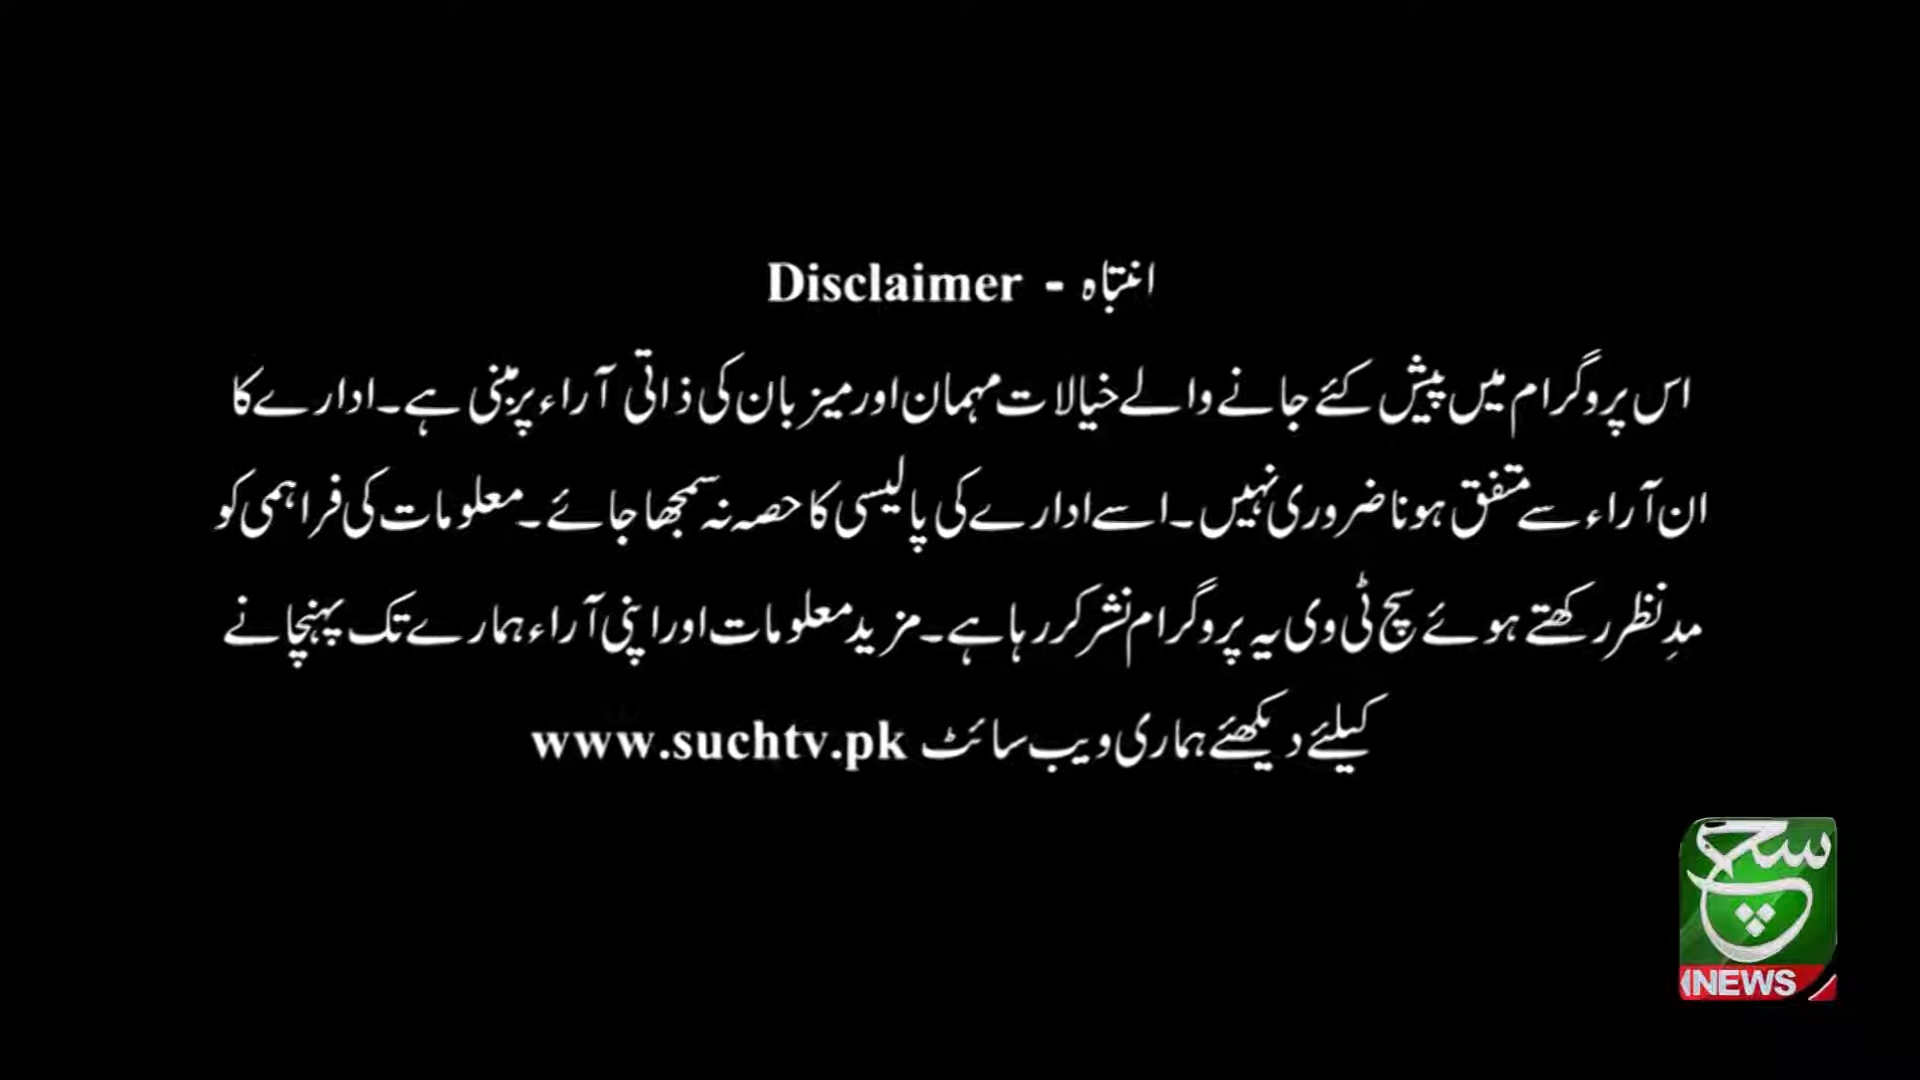 انتباہ - Disclaimer
اس پروگرام میں پیش کئے جانے والے خیالات مہمان اور میزبان کی ذاتی آراء پر مبنی ہے۔ ادارے کا
ان آراء سے متفق ہونا ضروری نہیں۔ اسے ادارے کی پالیسی کا حصہ نہ سمجھا جائے۔ معلومات کی فراہمی کو
مدِنظر رکھتے ہوئے سچ ٹی وی یہ پروگرام نشر کر رہا ہے۔ مزید معلومات اور اپنی آراء ہمارے تک پہنچانے
کیلئے دیکھئے ہماری ویب سائٹ www.suchtv.pk
سچ
NEWS